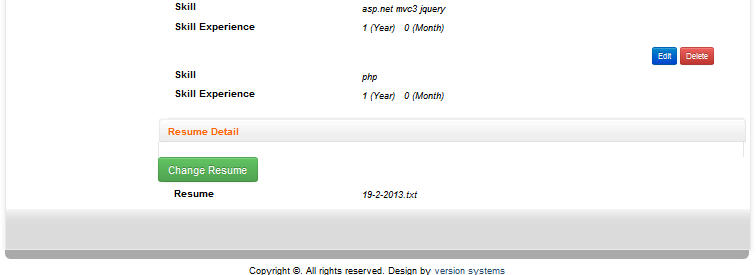 Skill asp.net mvc3 jquery
Skill Experience 1 (Year) 0 (Month)
Edit Delete
Skill php
Skill Experience 1 (Year) 0 (Month)
Resume Detail
Change Resume
Resume 19-2-2013.txt
Copyright ©. All rights reserved. Design by version systems